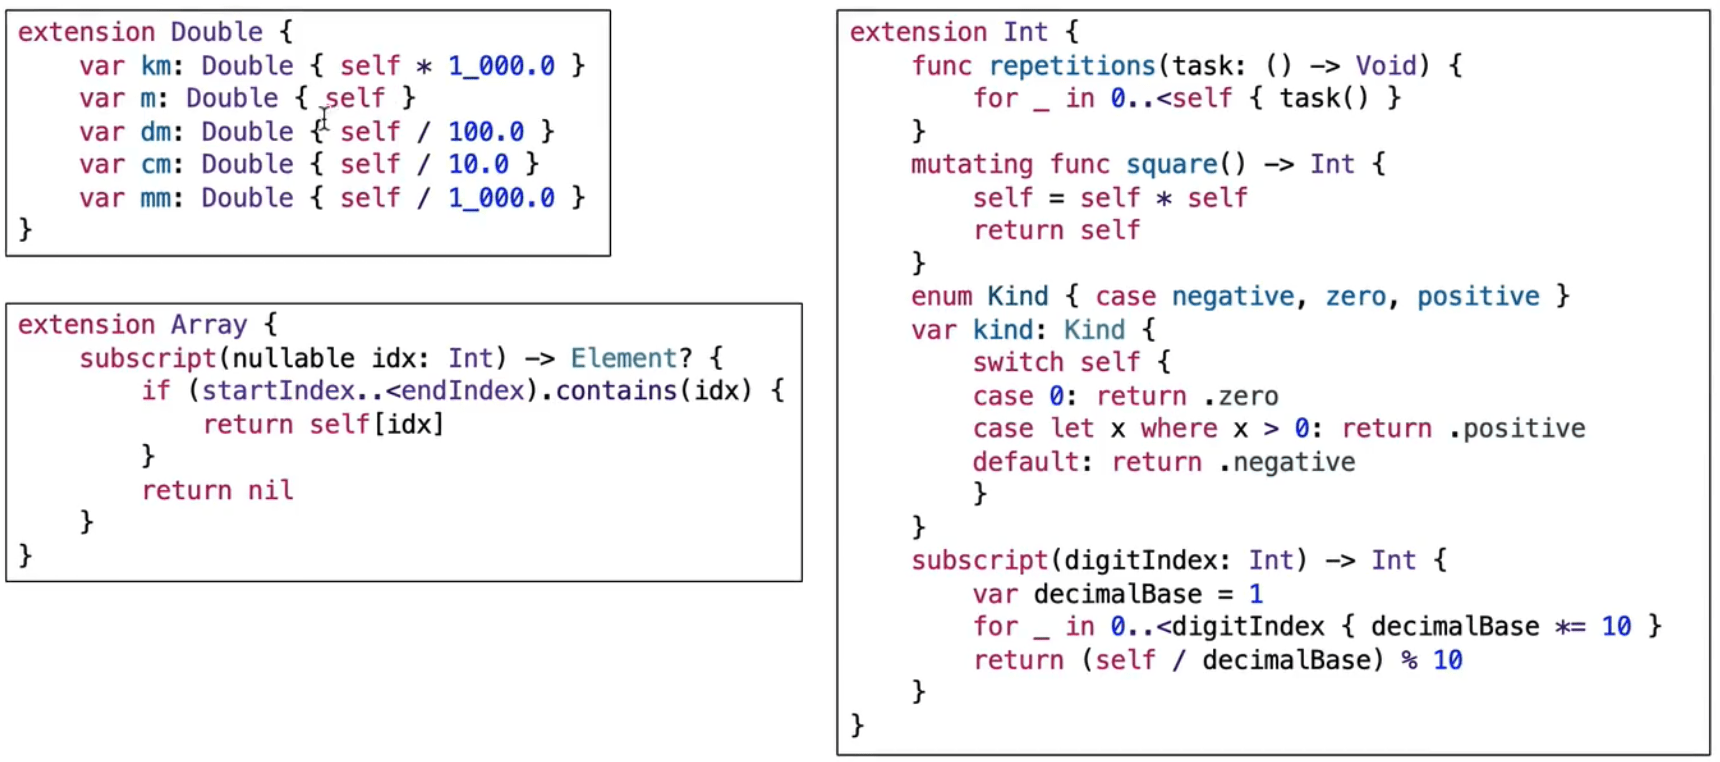 extension Double {
    var km: Double { self * 1_000.0 }
    var m: Double { self }
    var dm: Double { self / 100.0 }
    var cm: Double { self / 10.0 }
    var mm: Double { self / 1_000.0 }
}
extension Array {
    subscript(nullable idx: Int) -> Element? {
        if (startIndex..<endIndex).contains(idx) {
            return self[idx]
        }
        return nil
    }
}
extension Int {
    func repetitions(task: () -> Void) {
        for _ in 0..<self { task() }
    }
    mutating func square() -> Int {
        self = self * self
        return self
    }
    enum Kind { case negative, zero, positive }
    var kind: Kind {
        switch self {
        case 0: return .zero
        case let x where x > 0: return .positive
        default: return .negative
        }
    }
    subscript(digitIndex: Int) -> Int {
        var decimalBase = 1
        for _ in 0..<digitIndex { decimalBase *= 10 }
        return (self / decimalBase) % 10
    }
}